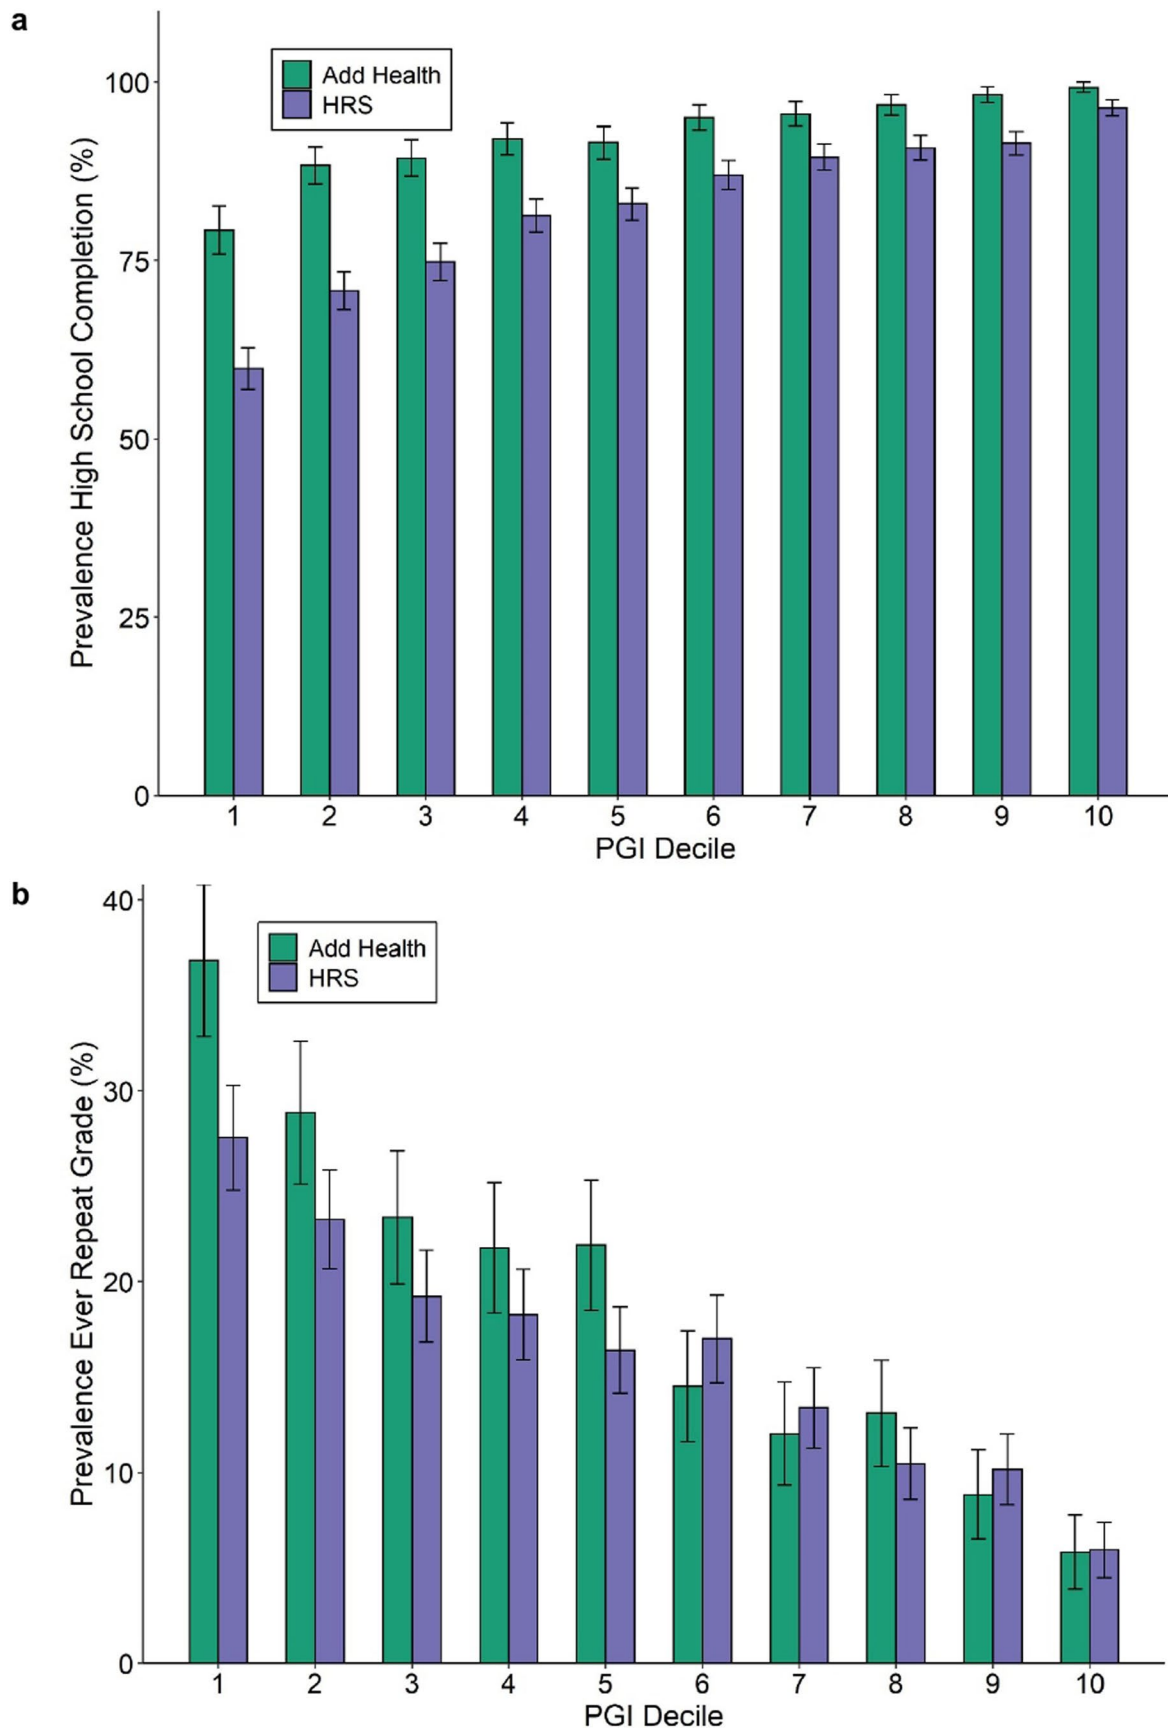 a
Add Health
HRS
Prevalence High School Completion (%)
100
75
50
25
0
1 2 3 4 5 6 7 8 9 10
PGI Decile
b
Add Health
HRS
Prevalence Ever Repeat Grade (%)
40
30
20
10
0
1 2 3 4 5 6 7 8 9 10
PGI Decile